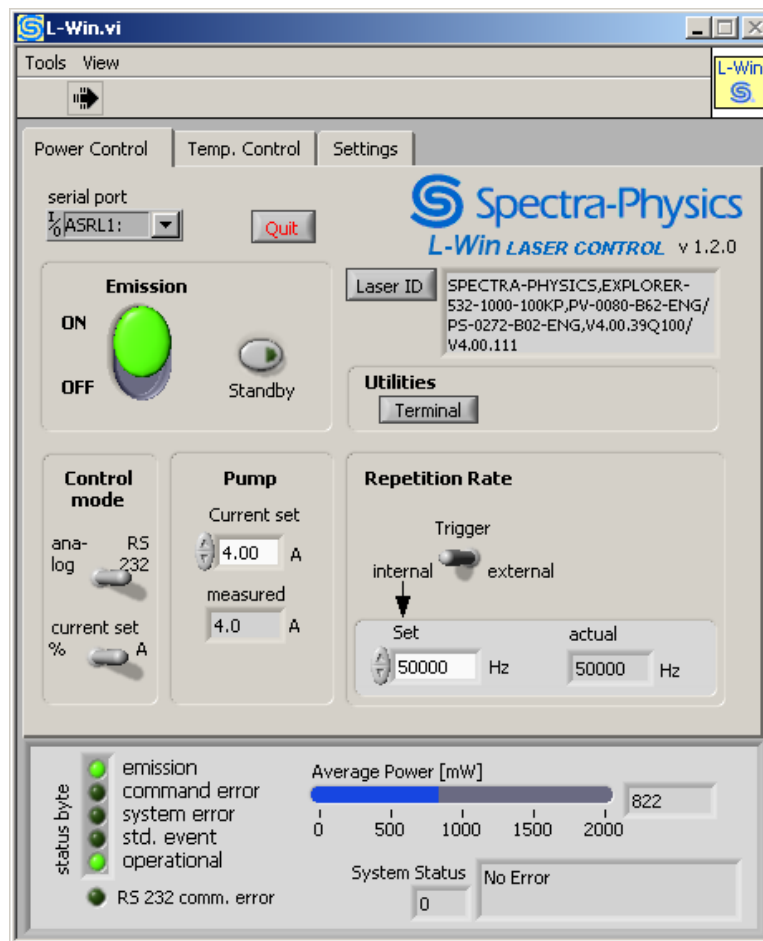 L-Win.vi
Tools View
L-Win
Power Control Temp. Control Settings
serial port
I/O ASRL1:
Quit
Spectra-Physics
L-Win LASER CONTROL v 1.2.0
Emission
ON
OFF
Standby
Laser ID
SPECTRA-PHYSICS,EXPLORER-
532-1000-100KP,PV-0080-B62-ENG/
PS-0272-B02-ENG,V4.00.39Q100/
V4.00.111
Utilities
Terminal
Control
mode
ana- RS
log 232
current set
% A
Pump
Current set
4.00 A
measured
4.0 A
Repetition Rate
Trigger
internal external
Set actual
50000 Hz 50000 Hz
status byte
emission
command error
system error
std. event
operational
RS 232 comm. error
Average Power [mW]
822
0 500 1000 1500 2000
System Status
0
No Error